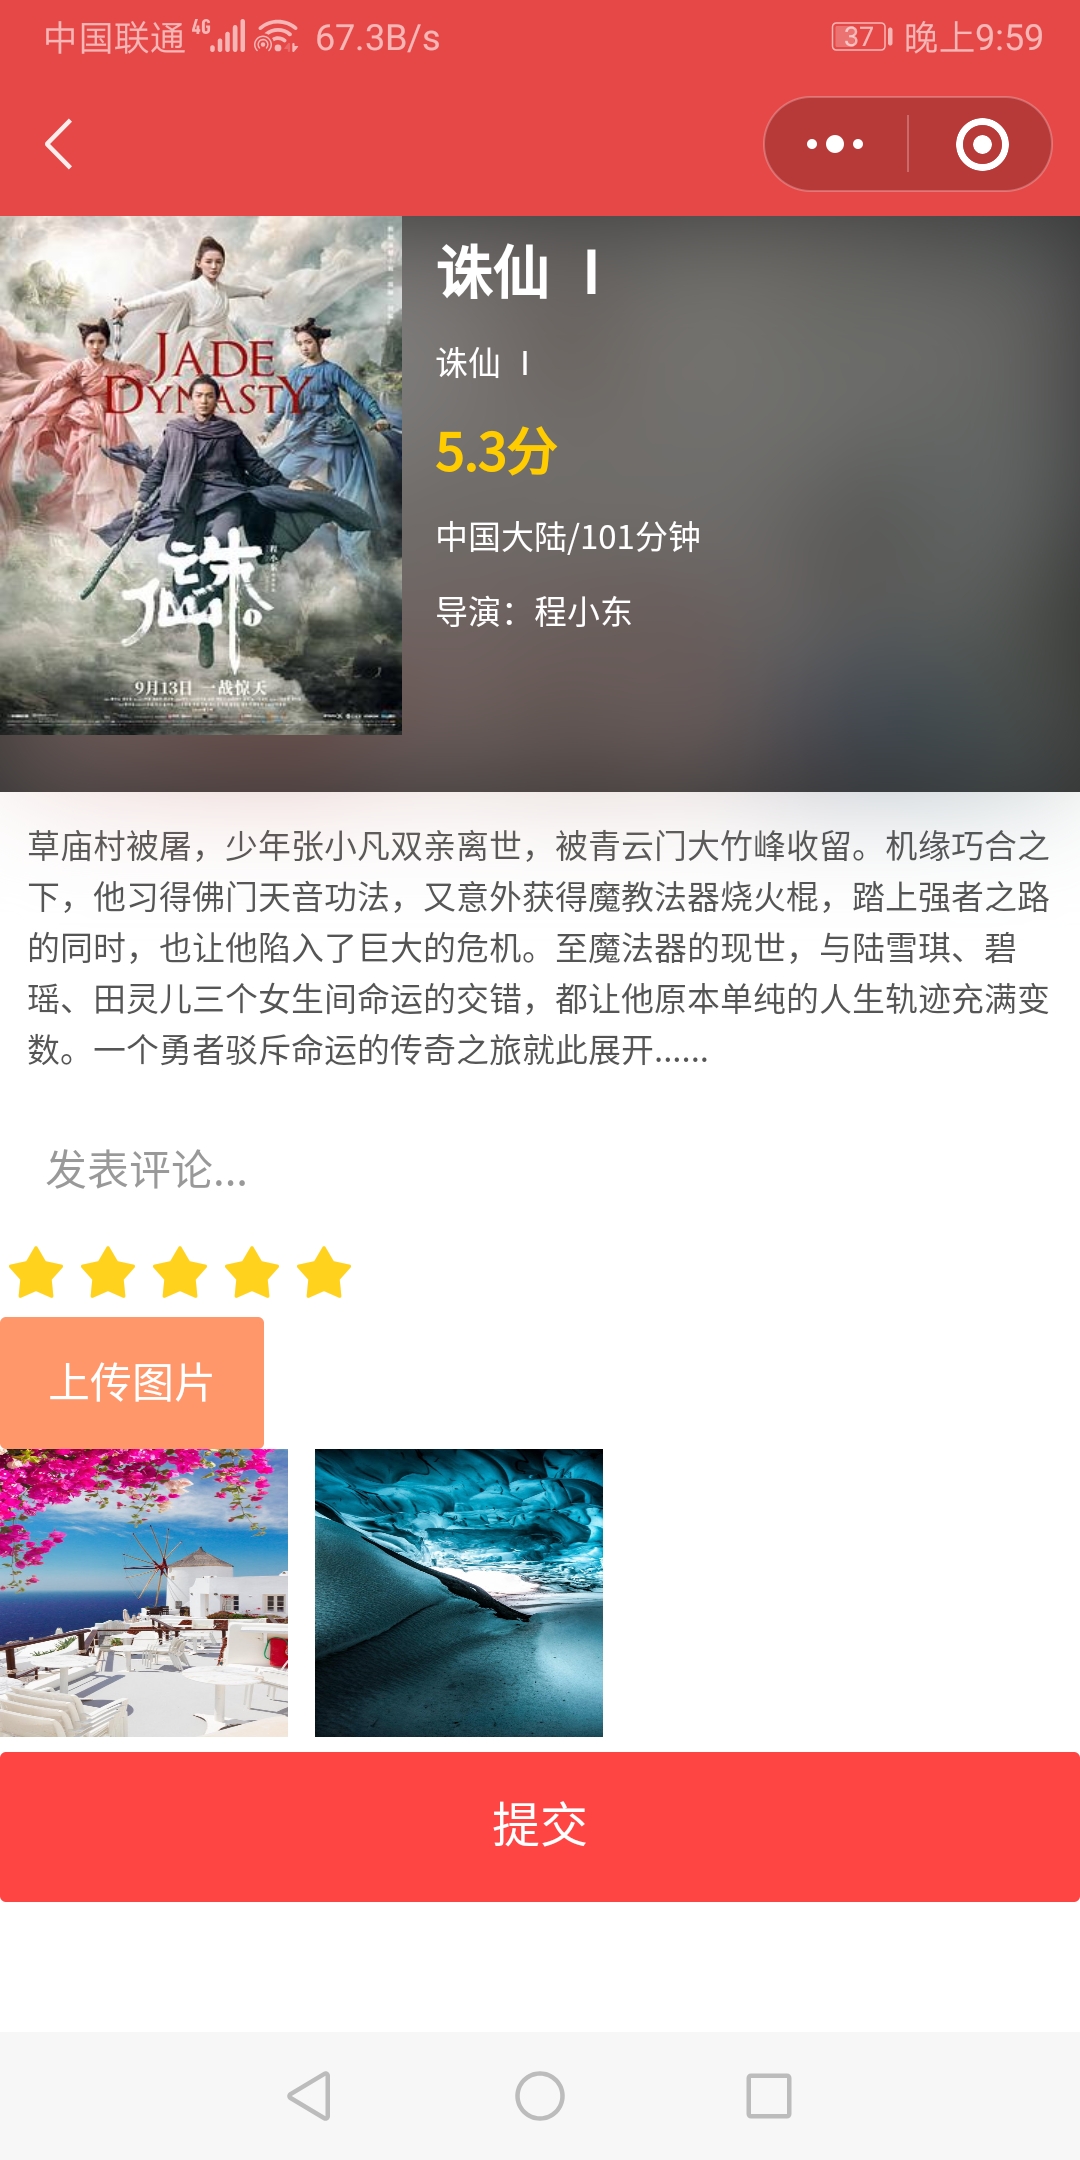 中国联通 4G 67.3B/s 37 晚上9:59
JADE
DYNASTY
诛仙
I
9月13日 一战惊天
诛仙 Ⅰ
诛仙 Ⅰ
5.3分
中国大陆/101分钟
导演：程小东
草庙村被屠，少年张小凡双亲离世，被青云门大竹峰收留。机缘巧合之
下，他习得佛门天音功法，又意外获得魔教法器烧火棍，踏上强者之路
的同时，也让他陷入了巨大的危机。至魔法器的现世，与陆雪琪、碧
瑶、田灵儿三个女生间命运的交错，都让他原本单纯的人生轨迹充满变
数。一个勇者驳斥命运的传奇之旅就此展开......
发表评论...
上传图片
提交